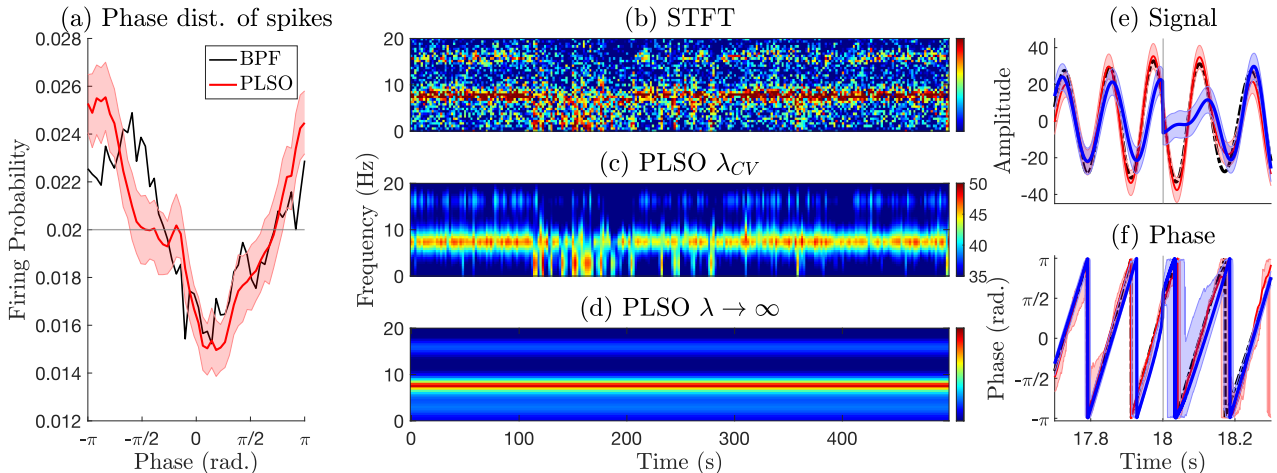 (a) Phase dist. of spikes
0.028
0.026
0.024
0.022
0.02
0.018
0.016
0.014
0.012
Firing Probability
BPF
PLSO
-π
-π/2
0
π/2
π
Phase (rad.)
(b) STFT
20
10
0
(c) PLSO λCV
20
10
0
50
45
40
35
Frequency (Hz)
(d) PLSO λ → ∞
20
10
0
0
100
200
300
400
Time (s)
(e) Signal
40
20
0
-20
-40
Amplitude
(f) Phase
π
π/2
0
-π/2
-π
Phase (rad.)
17.8
18
18.2
Time (s)